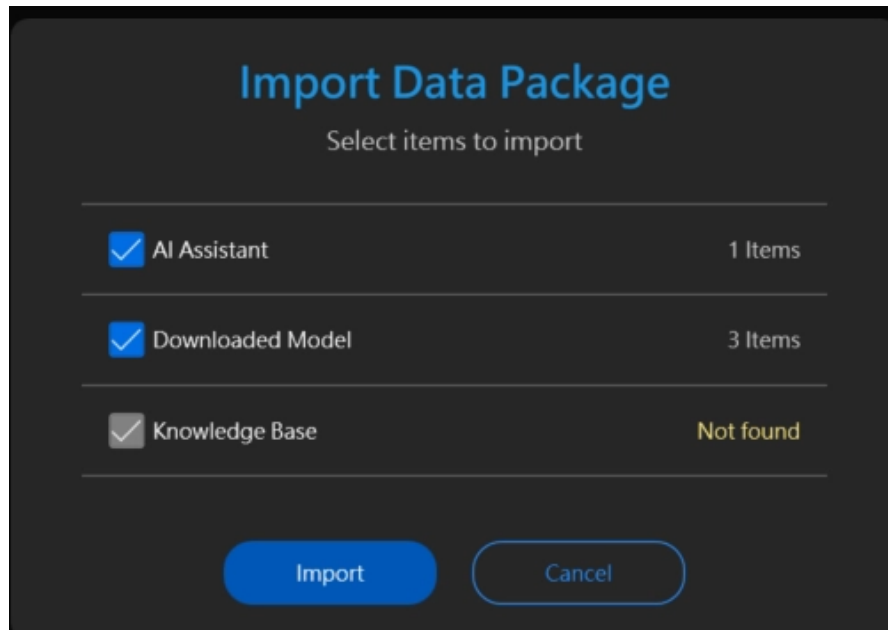 Import Data Package
Select items to import
AI Assistant 1 Items
Downloaded Model 3 Items
Knowledge Base Not found
Import Cancel